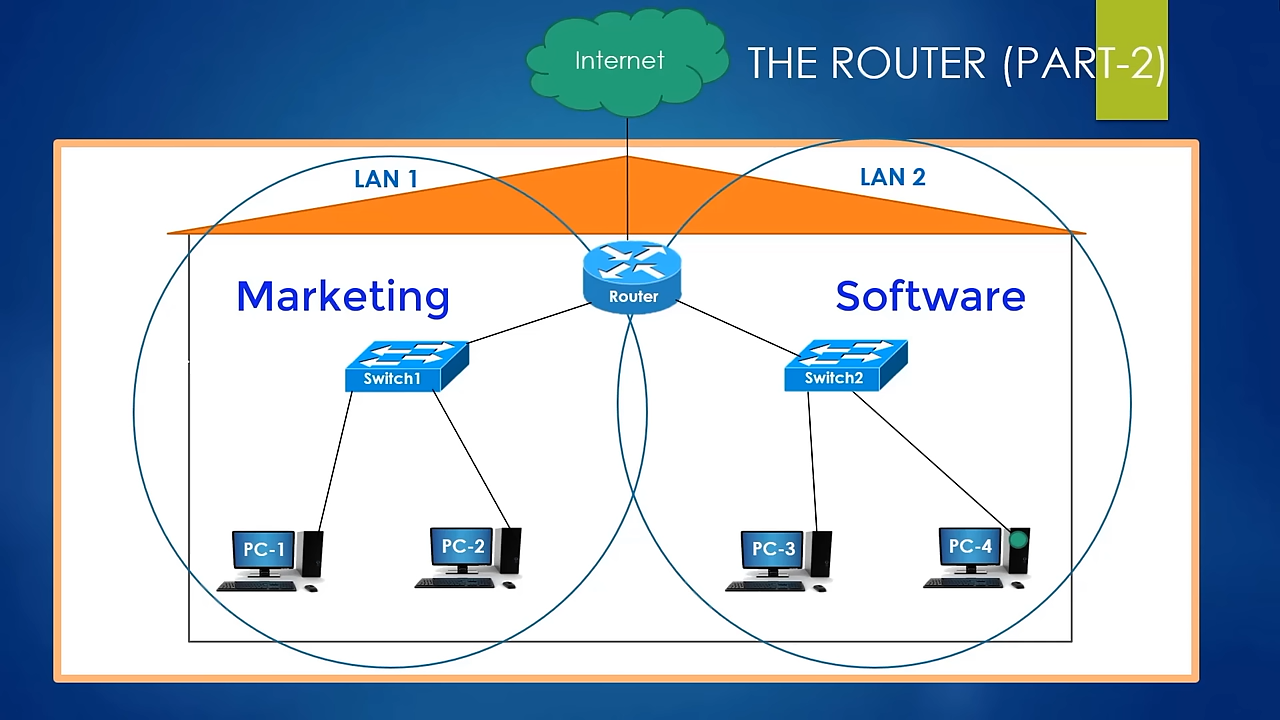 Internet
THE ROUTER (PART-2)
LAN 1
LAN 2
Marketing
Router
Software
Switch1
Switch2
PC-1
PC-2
PC-3
PC-4